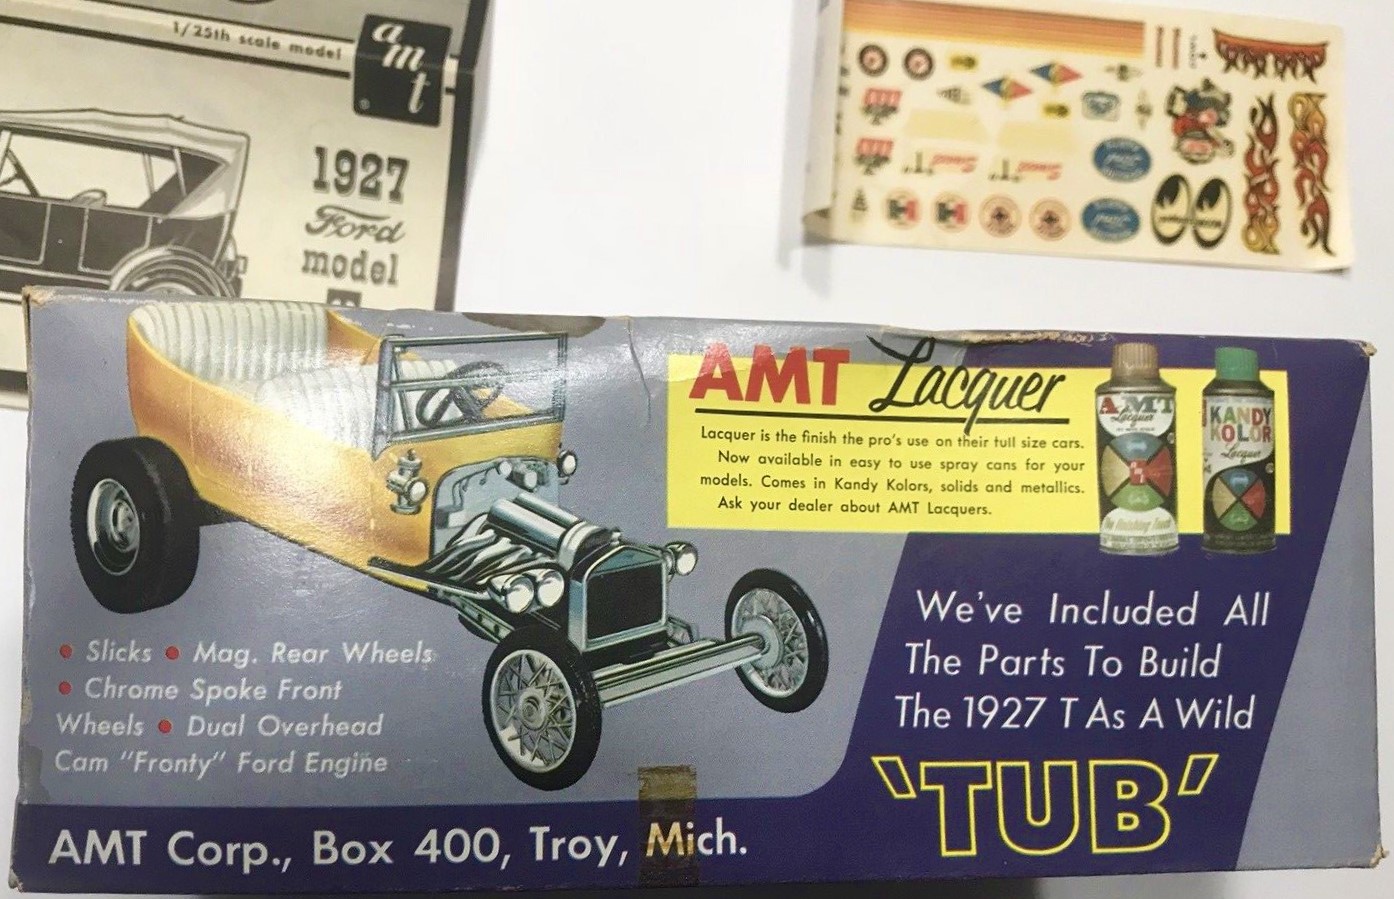 1/25th scale model
amt
1927
Ford
model
AMT Lacquer
Lacquer is the finish the pro's use on their full size cars.
Now available in easy to use spray cans for your
models. Comes in Kandy Kolors, solids and metallics.
Ask your dealer about AMT Lacquers.
AMT
Lacquer
The Finishing Touch
KANDY
KOLOR
Lacquer
• Slicks • Mag. Rear Wheels
• Chrome Spoke Front
Wheels • Dual Overhead
Cam "Fronty" Ford Engine
We've Included All
The Parts To Build
The 1927 T As A Wild
'TUB'
AMT Corp., Box 400, Troy, Mich.